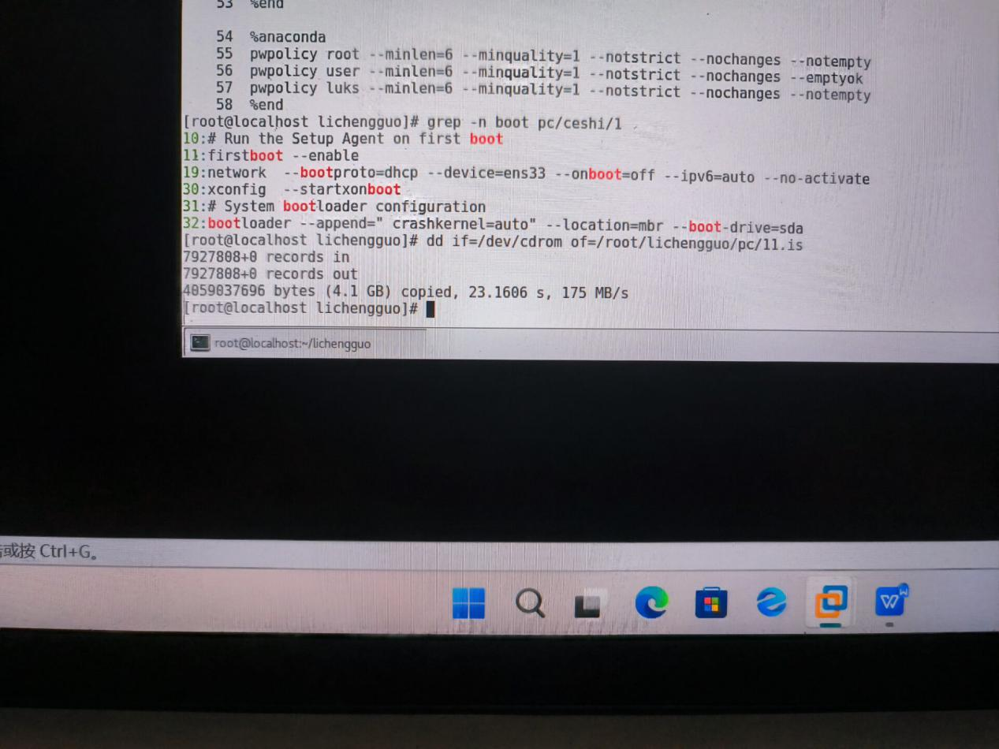 53 %end
54 %anaconda
55 pwpolicy root --minlen=6 --minquality=1 --notstrict --nochanges --notempty
56 pwpolicy user --minlen=6 --minquality=1 --notstrict --nochanges --emptyok
57 pwpolicy luks --minlen=6 --minquality=1 --notstrict --nochanges --notempty
58 %end
[root@localhost lichengguo]# grep -n boot pc/ceshi/1
10:# Run the Setup Agent on first boot
11:firstboot --enable
19:network  --bootproto=dhcp --device=ens33 --onboot=off --ipv6=auto --no-activate
30:xconfig  --startxonboot
31:# System bootloader configuration
32:bootloader --append=" crashkernel=auto" --location=mbr --boot-drive=sda
[root@localhost lichengguo]# dd if=/dev/cdrom of=/root/lichengguo/pc/11.is
7927808+0 records in
7927808+0 records out
4059037696 bytes (4.1 GB) copied, 23.1606 s, 175 MB/s
[root@localhost lichengguo]#
root@localhost:~/lichengguo
或按 Ctrl+G。